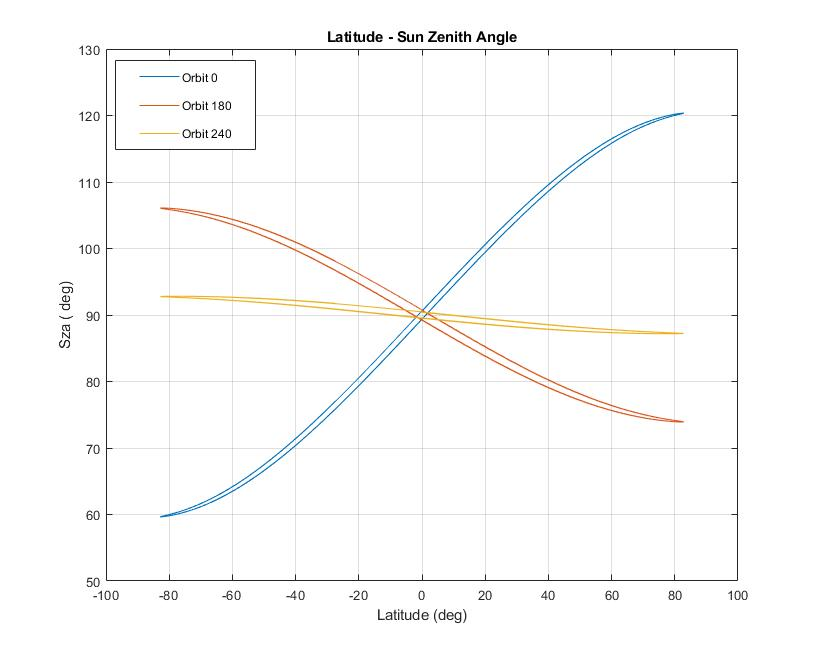 Latitude - Sun Zenith Angle
130
120
110
100
90
80
70
60
50
Sza ( deg)
Orbit 0
Orbit 180
Orbit 240
-100 -80 -60 -40 -20 0 20 40 60 80 100
Latitude (deg)